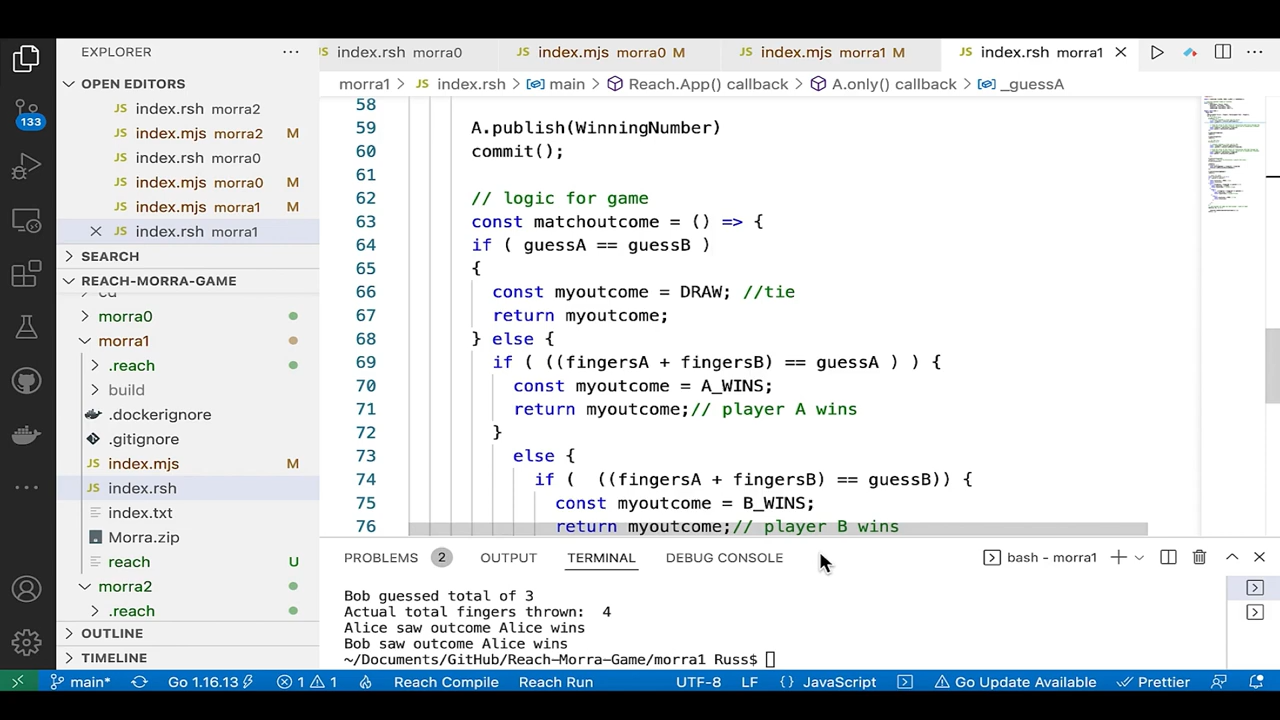 EXPLORER
OPEN EDITORS
index.rsh morra2
index.mjs morra2 M
index.rsh morra0
index.mjs morra0 M
index.mjs morra1 M
index.rsh morra1
SEARCH
REACH-MORRA-GAME
morra0
morra1
.reach
build
.dockerignore
.gitignore
index.mjs M
index.rsh
index.txt
Morra.zip
reach U
morra2
.reach
OUTLINE
TIMELINE
133
index.rsh morra0
index.mjs morra0 M
index.mjs morra1 M
index.rsh morra1
morra1 > index.rsh > main > Reach.App() callback > A.only() callback > _guessA
58
59 A.publish(WinningNumber)
60 commit();
61
62 // logic for game
63 const matchoutcome = () => {
64 if ( guessA == guessB )
65 {
66 const myoutcome = DRAW; //tie
67 return myoutcome;
68 } else {
69 if ( ((fingersA + fingersB) == guessA ) ) {
70 const myoutcome = A_WINS;
71 return myoutcome;// player A wins
72 }
73 else {
74 if (  ((fingersA + fingersB) == guessB)) {
75 const myoutcome = B_WINS;
76 return myoutcome;// player B wins
PROBLEMS 2 OUTPUT TERMINAL DEBUG CONSOLE
bash - morra1
Bob guessed total of 3
Actual total fingers thrown:  4
Alice saw outcome Alice wins
Bob saw outcome Alice wins
~/Documents/GitHub/Reach-Morra-Game/morra1 Russ$
main* Go 1.16.13 1 1 Reach Compile Reach Run UTF-8 LF {} JavaScript Go Update Available Prettier